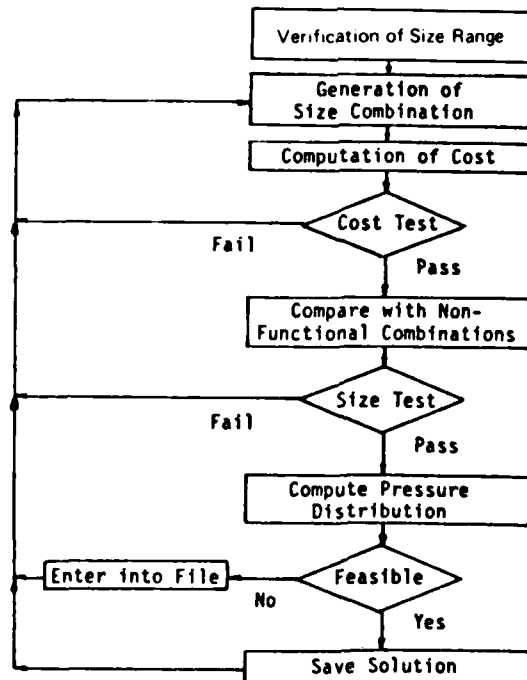 Verification of Size Range
Generation of
Size Combination
Computation of Cost
Cost Test
Fail
Pass
Compare with Non-
Functional Combinations
Size Test
Fail
Pass
Compute Pressure
Distribution
Enter into File
Feasible
No
Yes
Save Solution